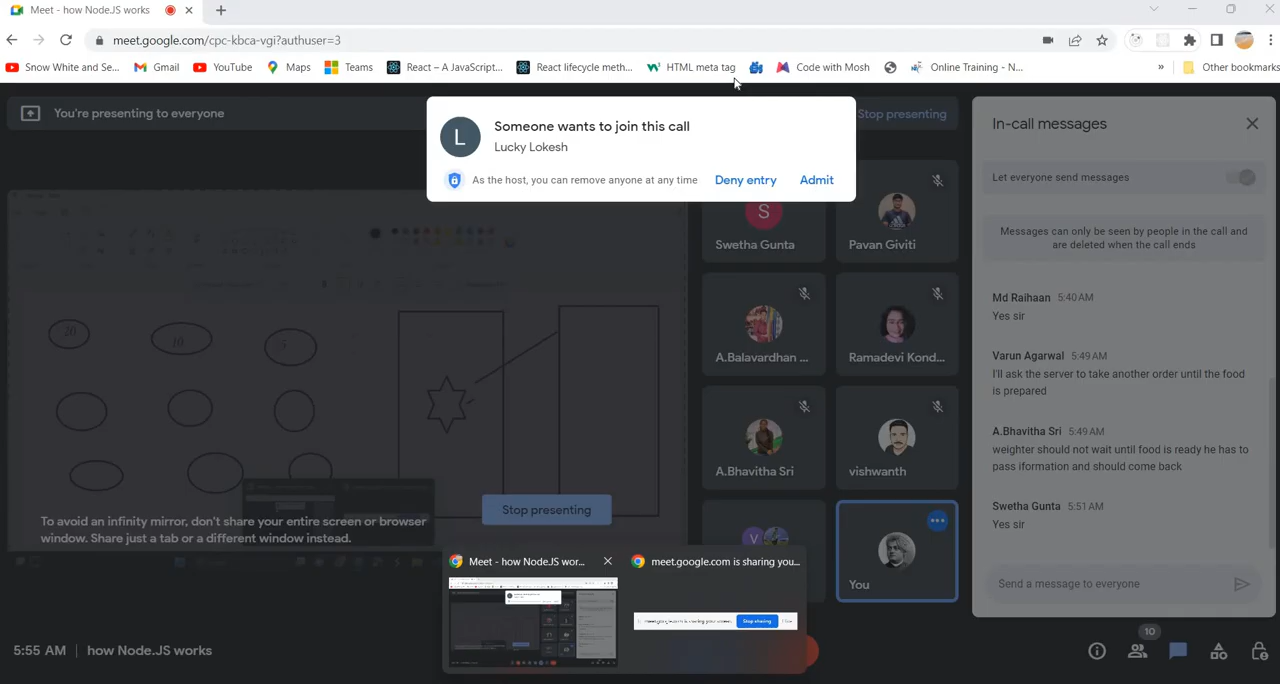 Meet - how Node.JS works
meet.google.com/cpc-kbca-vgi?authuser=3
Snow White and Se...
Gmail
YouTube
Maps
Teams
React – A JavaScript...
React lifecycle meth...
HTML meta tag
Code with Mosh
Online Training - N...
»
Other bookmarks
You're presenting to everyone
Stop presenting
L
Someone wants to join this call
Lucky Lokesh
As the host, you can remove anyone at any time
Deny entry
Admit
20
10
5
To avoid an infinity mirror, don't share your entire screen or browser
window. Share just a tab or a different window instead.
Stop presenting
S
Swetha Gunta
Pavan Giviti
A.Balavardhan ...
Ramadevi Kond...
A.Bhavitha Sri
vishwanth
V
You
In-call messages
Let everyone send messages
Messages can only be seen by people in the call and
are deleted when the call ends
Md Raihaan 5:40 AM
Yes sir
Varun Agarwal 5:49 AM
I'll ask the server to take another order until the food
is prepared
A.Bhavitha Sri 5:49 AM
weighter should not wait until food is ready he has to
pass iformation and should come back
Swetha Gunta 5:51 AM
Yes sir
Send a message to everyone
Meet - how Node.JS wor...
meet.google.com is sharing you...
Stop sharing
5:55 AM
how Node.JS works
10